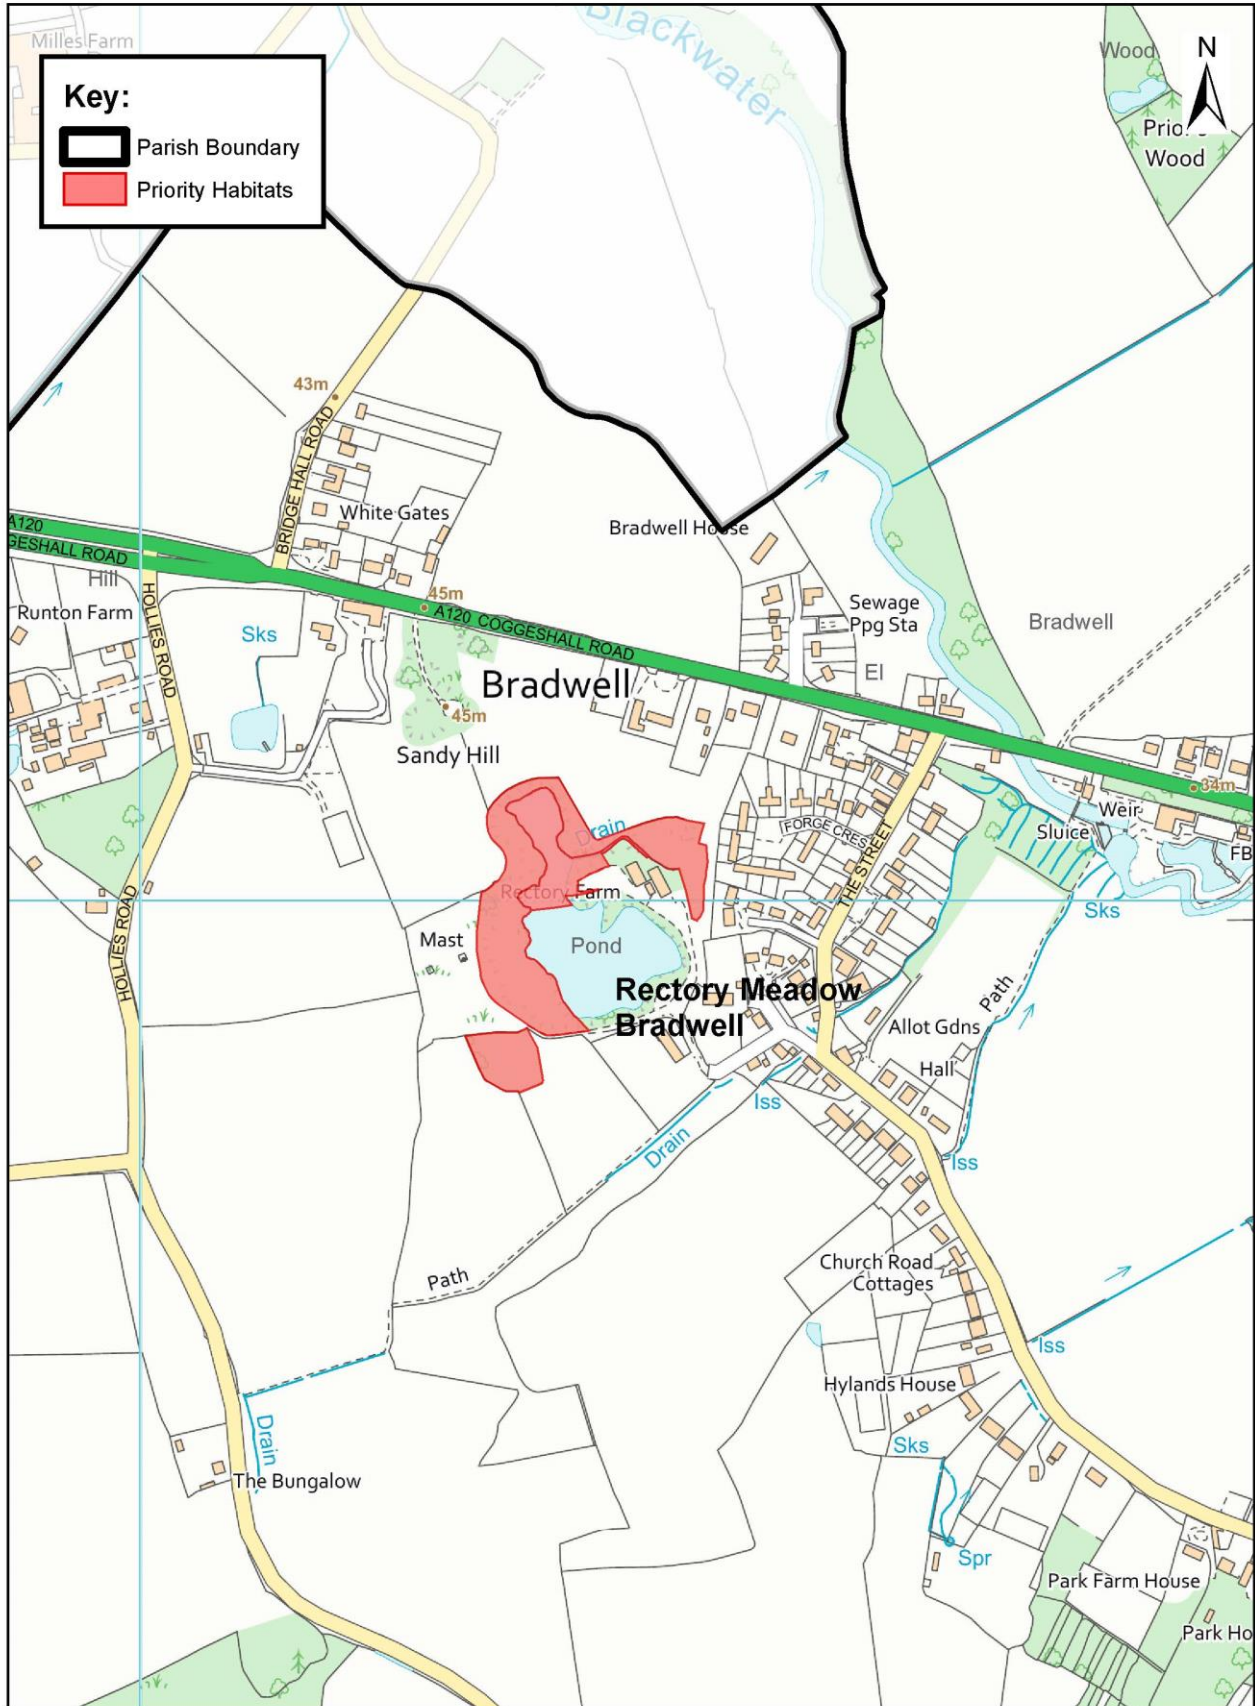 Milles Farm
Blackwater
Wood
N
Key:
Parish Boundary
Priority Habitats
Wood
43m
BRIDGE HALL ROAD
White Gates
Bradwell House
A120
GESHALL ROAD
Hill
Runton Farm
HOLLIES ROAD
Sks
45m
A120 COGGESHALL ROAD
Sewage
Ppg Sta
Bradwell
El
Bradwell
45m
Sandy Hill
34m
Weir
Sluice
FB
FORGE CRES
THE STREET
Drain
Rectory Farm
Sks
HOLLIES ROAD
Mast
Pond
Rectory Meadow
Bradwell
Path
Allot Gdns
Hall
Iss
Drain
Iss
Path
Church Road
Cottages
Iss
Hylands House
Drain
Sks
The Bungalow
Spr
Park Farm House
Park Ho